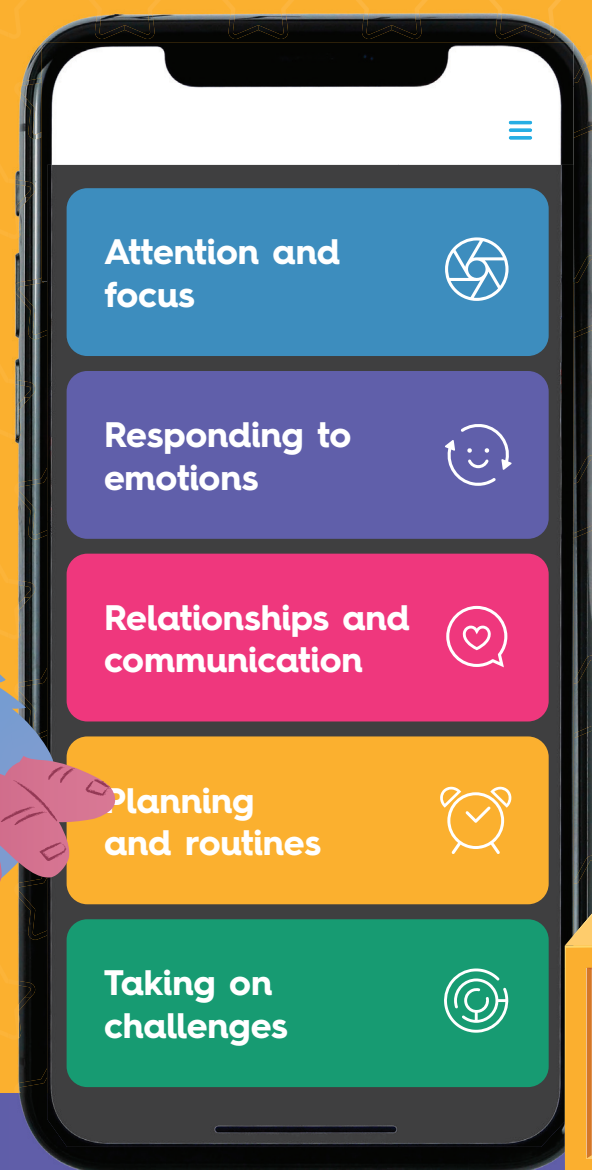 Attention and
focus
Responding to
emotions
Relationships and
communication
Planning
and routines
Taking on
challenges